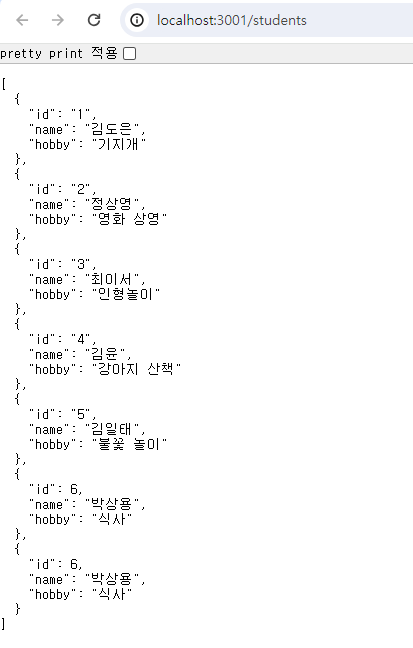 localhost:3001/students
pretty print 적용
[
  {
    "id": "1",
    "name": "김도은",
    "hobby": "기지개"
  },
  {
    "id": "2",
    "name": "정상영",
    "hobby": "영화 상영"
  },
  {
    "id": "3",
    "name": "최이서",
    "hobby": "인형놀이"
  },
  {
    "id": "4",
    "name": "김윤",
    "hobby": "강아지 산책"
  },
  {
    "id": "5",
    "name": "김일태",
    "hobby": "불꽃 놀이"
  },
  {
    "id": 6,
    "name": "박상용",
    "hobby": "식사"
  },
  {
    "id": 6,
    "name": "박상용",
    "hobby": "식사"
  }
]